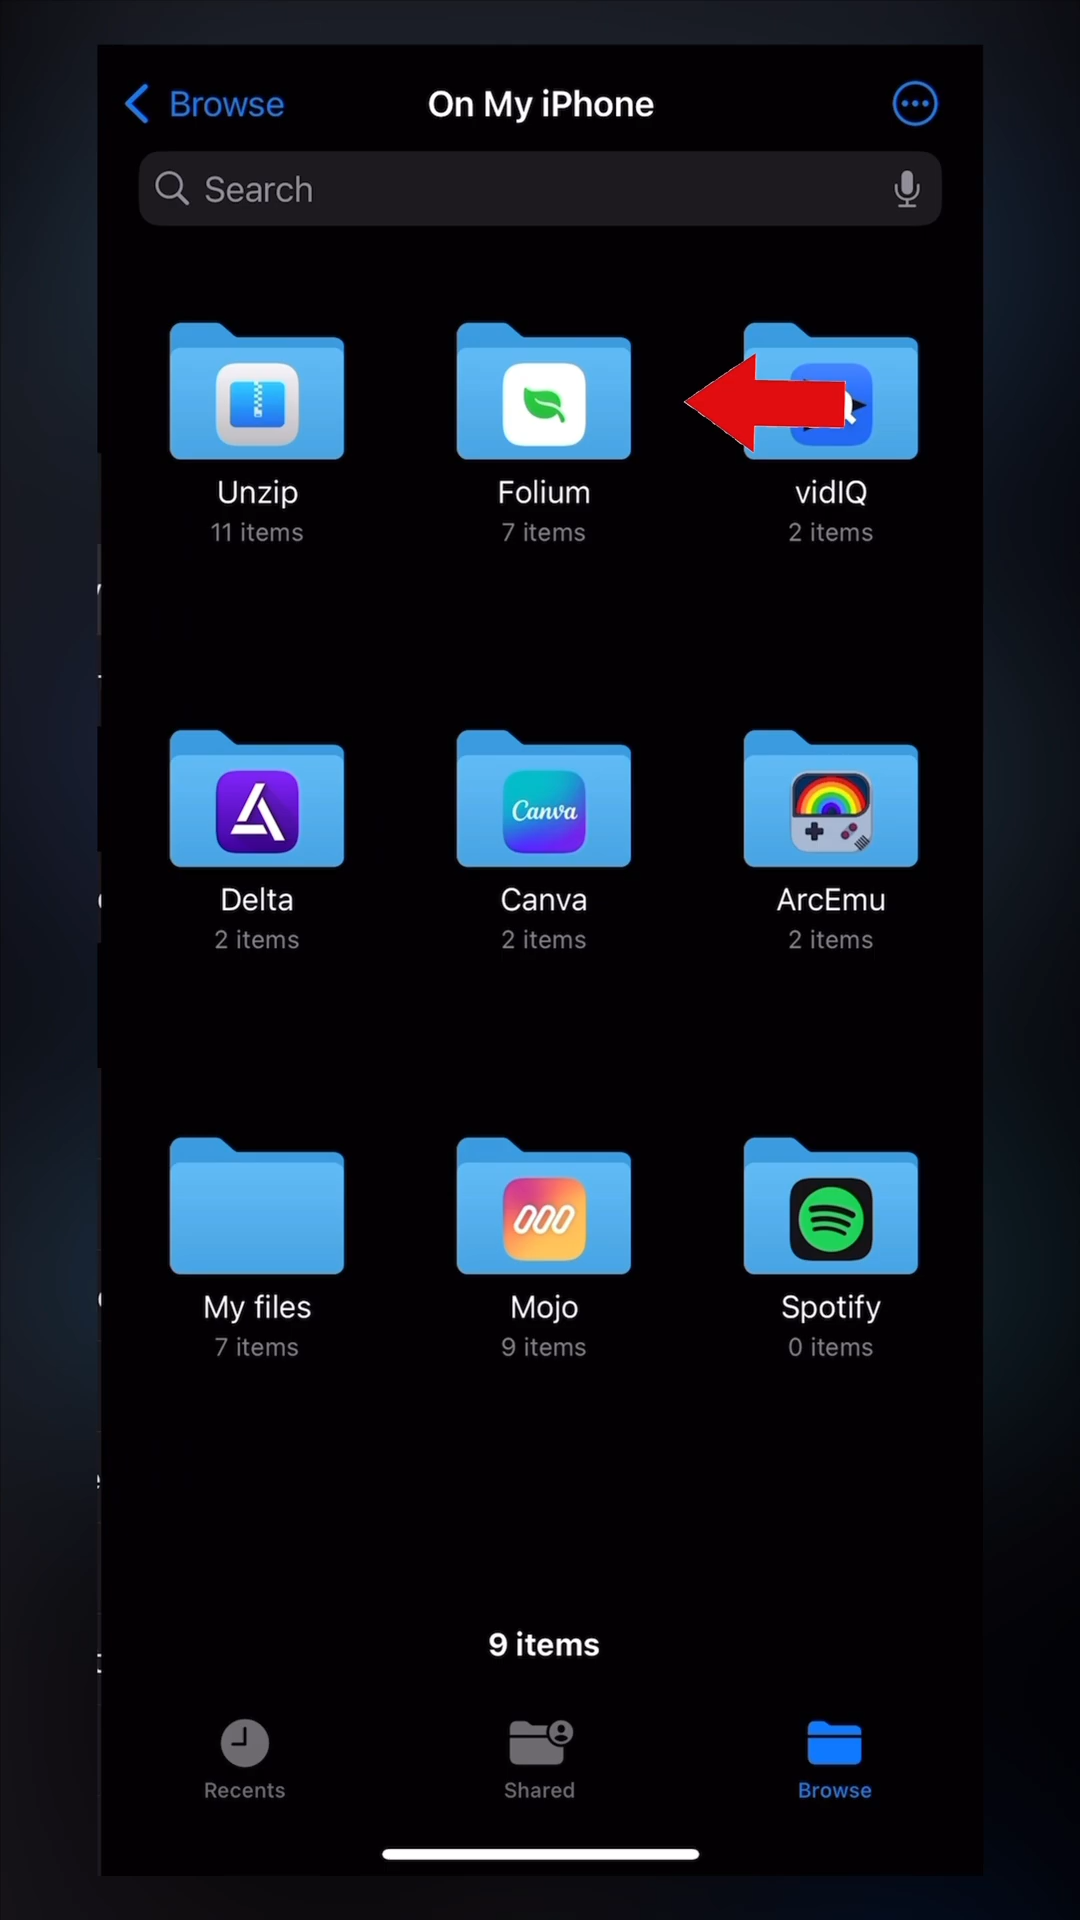 Browse
On My iPhone
Search
Unzip
11 items
Folium
7 items
vidIQ
2 items
Delta
2 items
Canva
Canva
2 items
ArcEmu
2 items
My files
7 items
Mojo
9 items
Spotify
0 items
9 items
Recents
Shared
Browse